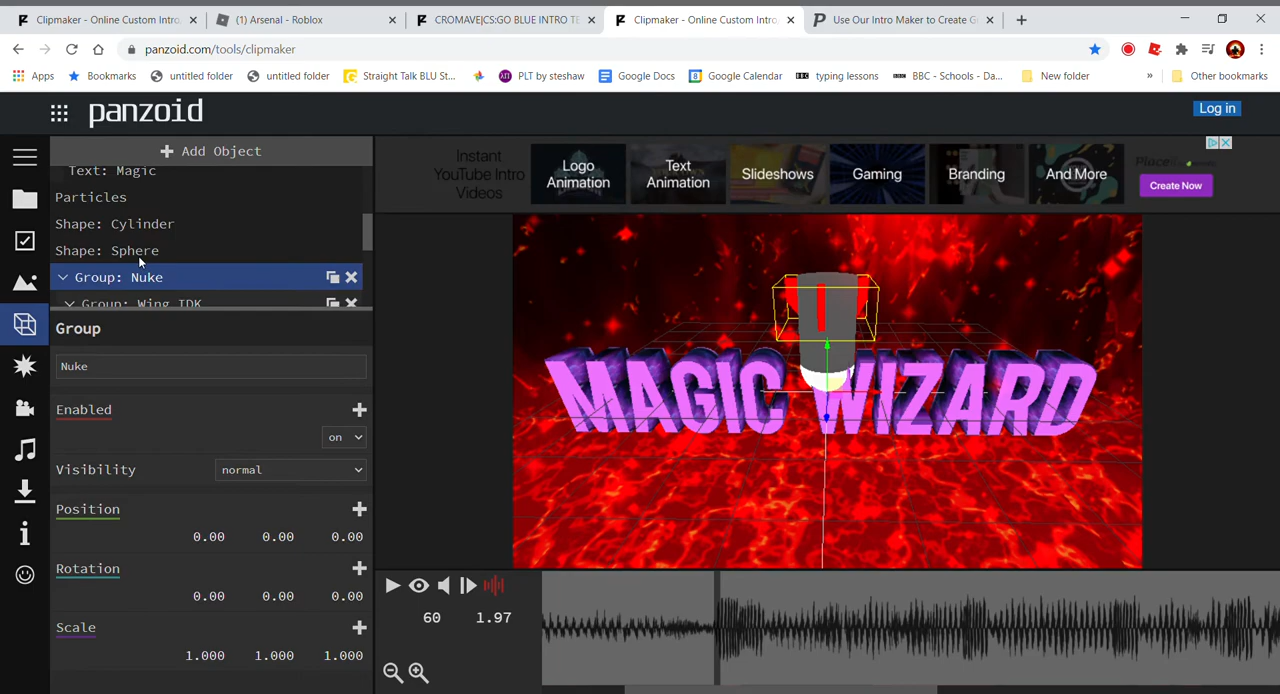 Clipmaker - Online Custom Intro
(1) Arsenal - Roblox
CROMAVE|CS:GO BLUE INTRO TE
Clipmaker - Online Custom Intro
Use Our Intro Maker to Create G
panzoid.com/tools/clipmaker
Apps
Bookmarks
untitled folder
untitled folder
Straight Talk BLU St...
PLT by steshaw
Google Docs
Google Calendar
typing lessons
BBC - Schools - Da...
New folder
»
Other bookmarks
panzoid
Log in
+ Add Object
Text: Magic
Particles
Shape: Cylinder
Shape: Sphere
Group: Nuke
Group: Wing IDK
Group
Nuke
Enabled
on
Visibility
normal
Position
0.00 0.00 0.00
Rotation
0.00 0.00 0.00
Scale
1.000 1.000 1.000
Instant
YouTube Intro
Videos
Logo
Animation
Text
Animation
Slideshows
Gaming
Branding
And More
Placeit
Create Now
MAGIC WIZARD
60 1.97